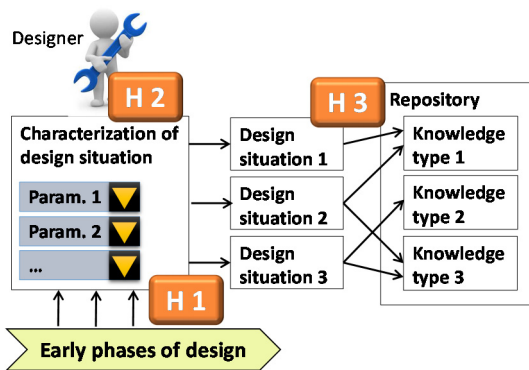 Designer
H 2
H 3
Repository
Characterization of
design situation
Param. 1
Param. 2
...
H 1
Design
situation 1
Design
situation 2
Design
situation 3
Knowledge
type 1
Knowledge
type 2
Knowledge
type 3
Early phases of design